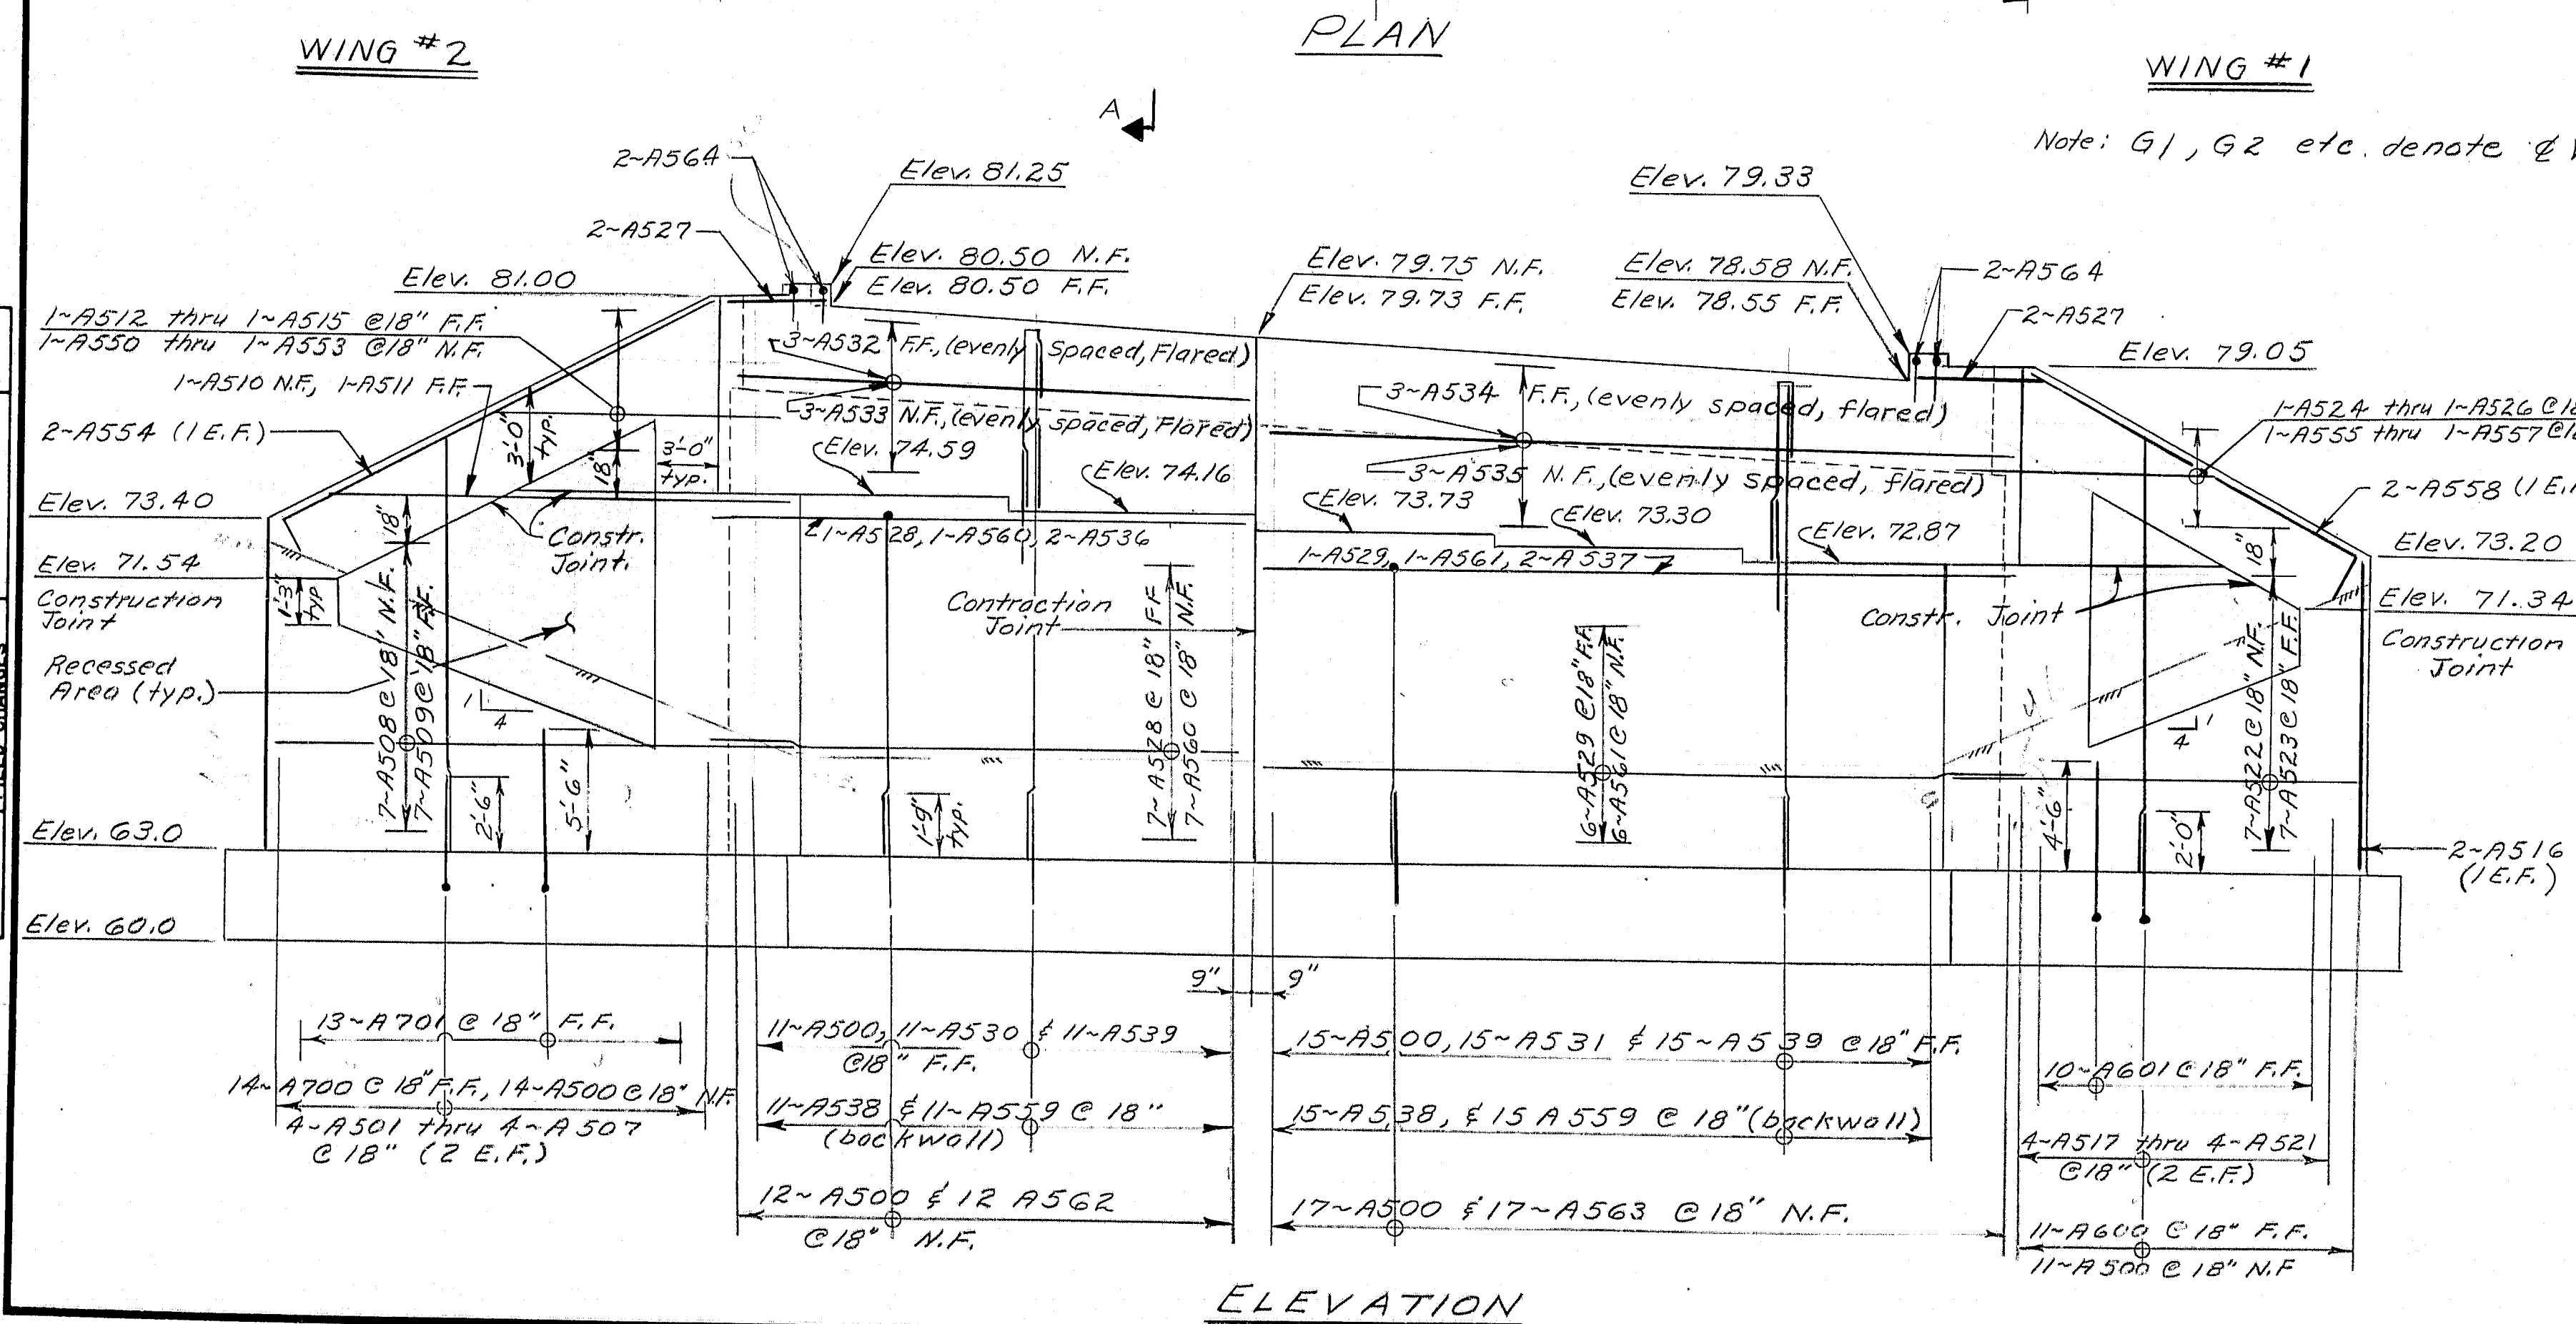 PLAN
WING #2
WING #1
A
Note: G1, G2 etc. denote ₵
2~A564
Elev. 81.25
2~A527
Elev. 80.50 N.F.
Elev. 80.50 F.F.
Elev. 81.00
1~A512 thru 1~A515 @18" F.F.
1~A550 thru 1~A553 @18" N.F.
1~A510 N.F., 1~A511 F.F.
2~A554 (1 E.F.)
Elev. 73.40
Elev. 71.54
Construction
Joint
Recessed
Area (typ.)
Elev. 63.0
Elev. 60.0
1'-3"
typ
18"
7~A508 @ 18" N.F.
7~A509 @ 18" F.F.
3'-0"
typ.
18"
3'-0"
typ.
Constr.
Joint.
1
4
2'-6"
5'-6"
3~A532 F.F., (evenly spaced, Flared)
3~A533 N.F., (evenly spaced, Flared)
Elev. 74.59
Elev. 74.16
1~A528, 1~A560, 2~A536
Contraction
Joint
1'-9"
typ.
7~A528 @ 18" F.F
7~A560 @ 18" N.F.
Elev. 79.75 N.F.
Elev. 79.73 F.F.
Elev. 79.33
Elev. 78.58 N.F.
Elev. 78.55 F.F.
2~A564
2~A527
Elev. 79.05
3~A534 F.F., (evenly spaced, flared)
3~A535 N.F., (evenly spaced, flared)
Elev. 73.73
Elev. 73.30
Elev. 72.87
1~A529, 1~A561, 2~A537
6~A529 @ 18" F.F.
6~A561 @ 18" N.F.
1~A524 thru 1~A526 @
1~A555 thru 1~A557 @
2~A558 (1 E.
18"
Elev. 73.20
Elev. 71.34
Construction
Joint
Constr. Joint
1
4
4'-6"
2'-0"
7~A522 @ 18" N.F.
7~A523 @ 18" F.F.
2~A516
(1 E.F.)
9" 9"
13~A701 @ 18" F.F.
14~A700 @ 18" F.F., 14~A500 @ 18" N.F.
4~A501 thru 4~A507
@ 18" (2 E.F.)
11~A500, 11~A530 & 11~A539
@18" F.F.
11~A538 & 11~A559 @ 18"
(backwall)
12~A500 & 12 A562
@18" N.F.
15~A500, 15~A531 & 15~A539 @ 18" F.F.
15~A538, & 15 A559 @ 18" (backwall)
17~A500 & 17~A563 @ 18" N.F.
10~A601 @ 18" F.F.
4~A517 thru 4~A521
@18" (2 E.F.)
11~A600 @ 18" F.F.
11~A500 @ 18" N.F
ELEVATION